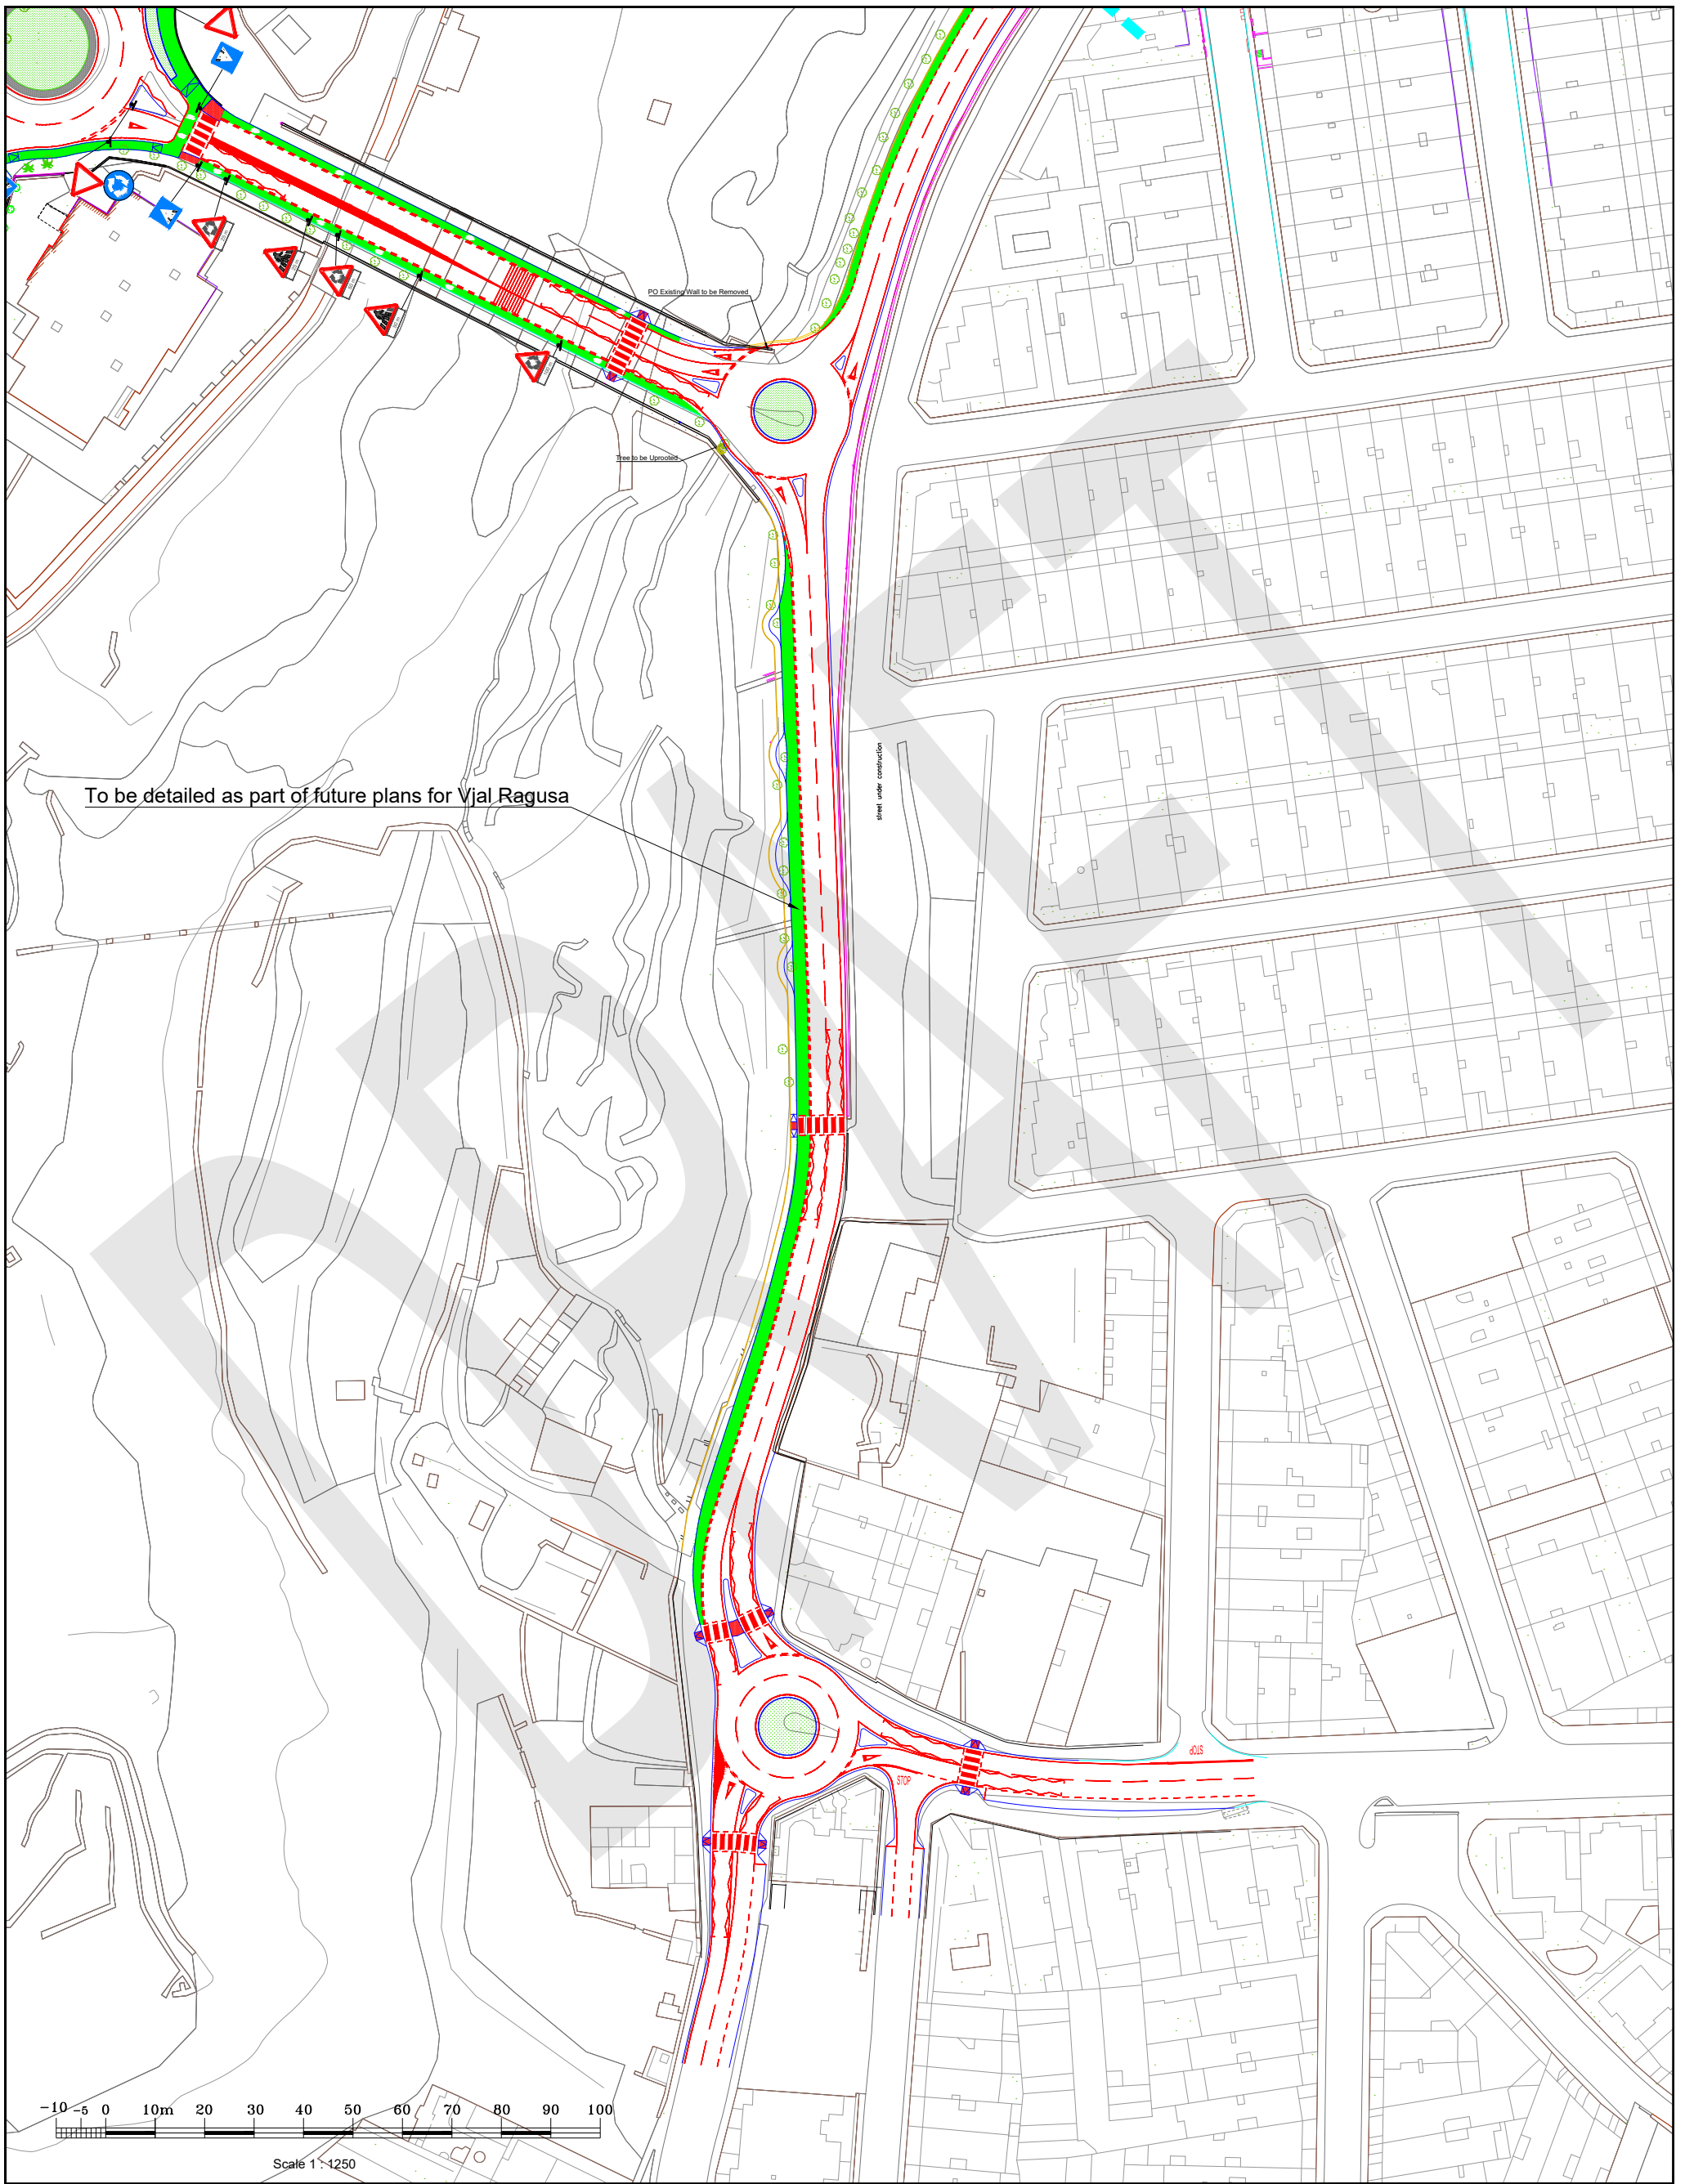 PO Existing Wall to be Removed
Tree to be Uprooted
street under construction
To be detailed as part of future plans for Vjal Ragusa
DRAFT
STOP
STOP
-10 -5 0 10m 20 30 40 50 60 70 80 90 100
Scale 1 : 1250